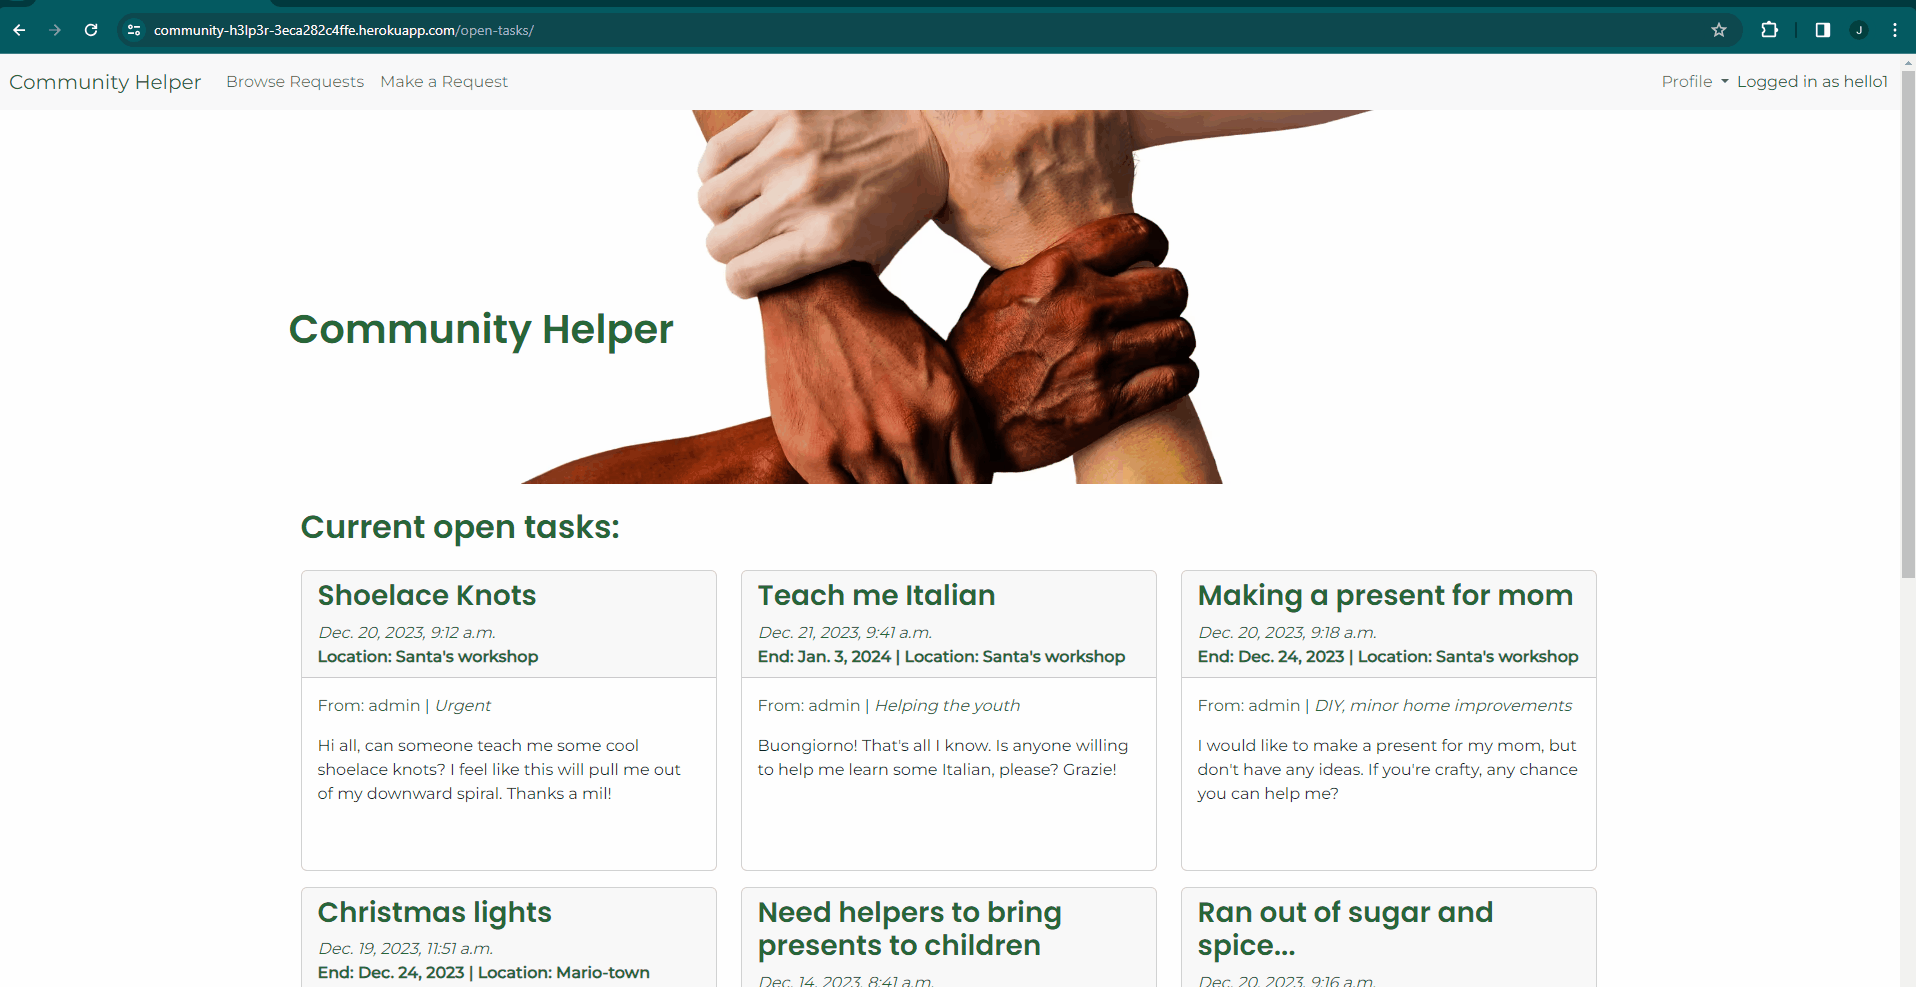 community-h3lp3r-3eca282c4ffe.herokuapp.com/open-tasks/
J
Community Helper Browse Requests Make a Request Profile Logged in as hello1
Community Helper
Current open tasks:
Shoelace Knots
Dec. 20, 2023, 9:12 a.m.
Location: Santa's workshop
From: admin | Urgent
Hi all, can someone teach me some cool
shoelace knots? I feel like this will pull me out
of my downward spiral. Thanks a mil!
Teach me Italian
Dec. 21, 2023, 9:41 a.m.
End: Jan. 3, 2024 | Location: Santa's workshop
From: admin | Helping the youth
Buongiorno! That's all I know. Is anyone willing
to help me learn some Italian, please? Grazie!
Making a present for mom
Dec. 20, 2023, 9:18 a.m.
End: Dec. 24, 2023 | Location: Santa's workshop
From: admin | DIY, minor home improvements
I would like to make a present for my mom, but
don't have any ideas. If you're crafty, any chance
you can help me?
Christmas lights
Dec. 19, 2023, 11:51 a.m.
End: Dec. 24, 2023 | Location: Mario-town
Need helpers to bring
presents to children
Dec. 14, 2023, 8:41 a.m.
Ran out of sugar and
spice...
Dec. 20, 2023, 9:16 a.m.